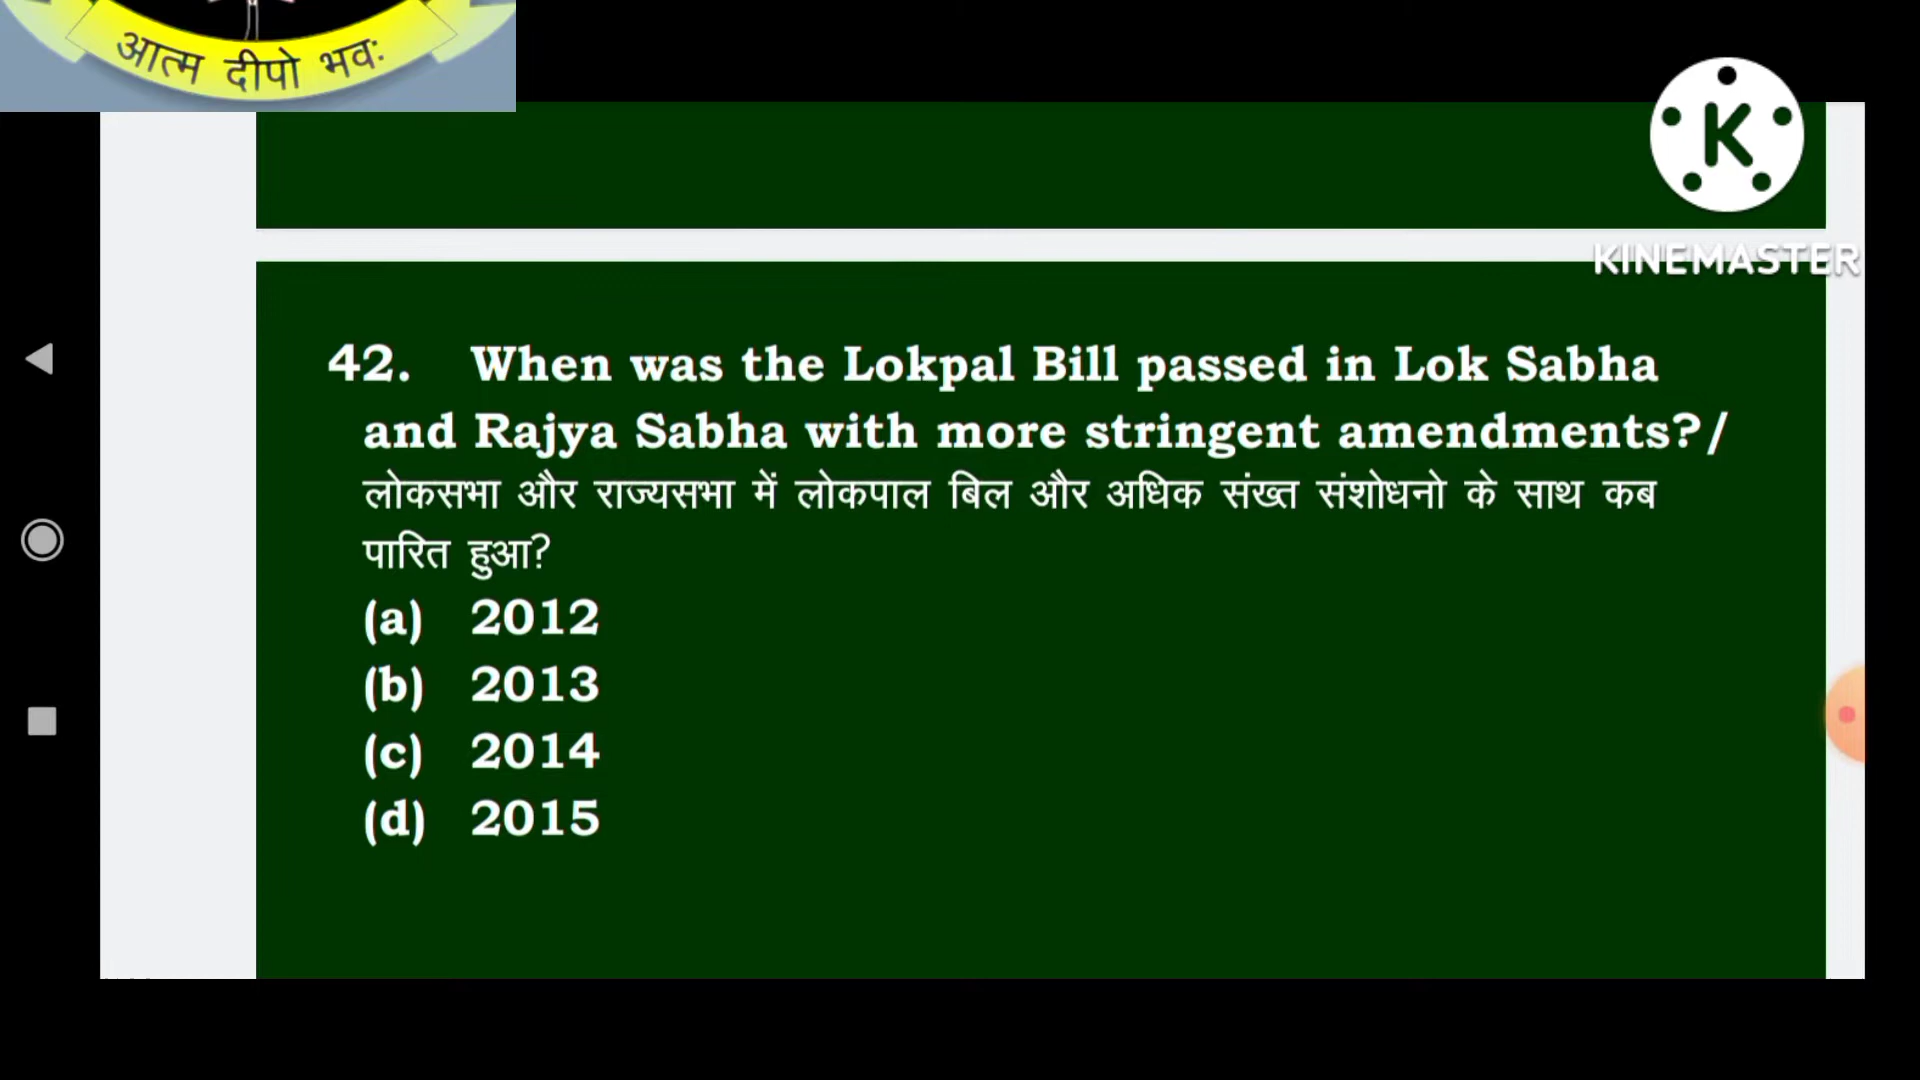 आत्म दीपो भवः
K
KINEMASTER
42. When was the Lokpal Bill passed in Lok Sabha
and Rajya Sabha with more stringent amendments?/
लोकसभा और राज्यसभा में लोकपाल बिल और अधिक संख्त संशोधनो के साथ कब
पारित हुआ?
(a) 2012
(b) 2013
(c) 2014
(d) 2015